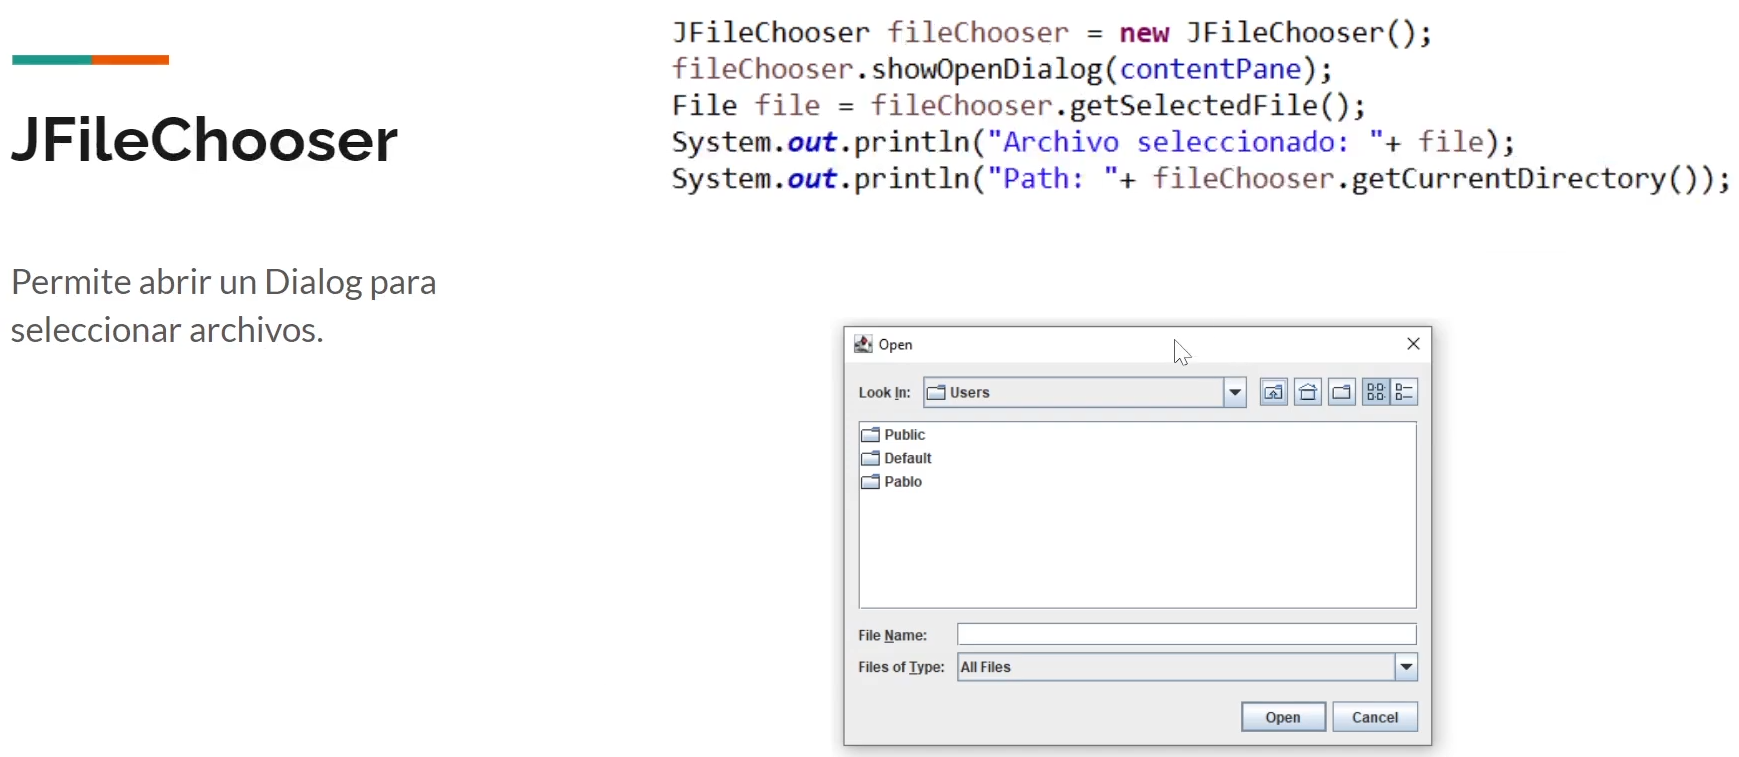 JFileChooser
Permite abrir un Dialog para
seleccionar archivos.
JFileChooser fileChooser = new JFileChooser();
fileChooser.showOpenDialog(contentPane);
File file = fileChooser.getSelectedFile();
System.out.println("Archivo seleccionado: "+ file);
System.out.println("Path: "+ fileChooser.getCurrentDirectory());
Open
Look In: Users
Public
Default
Pablo
File Name:
Files of Type: All Files
Open Cancel